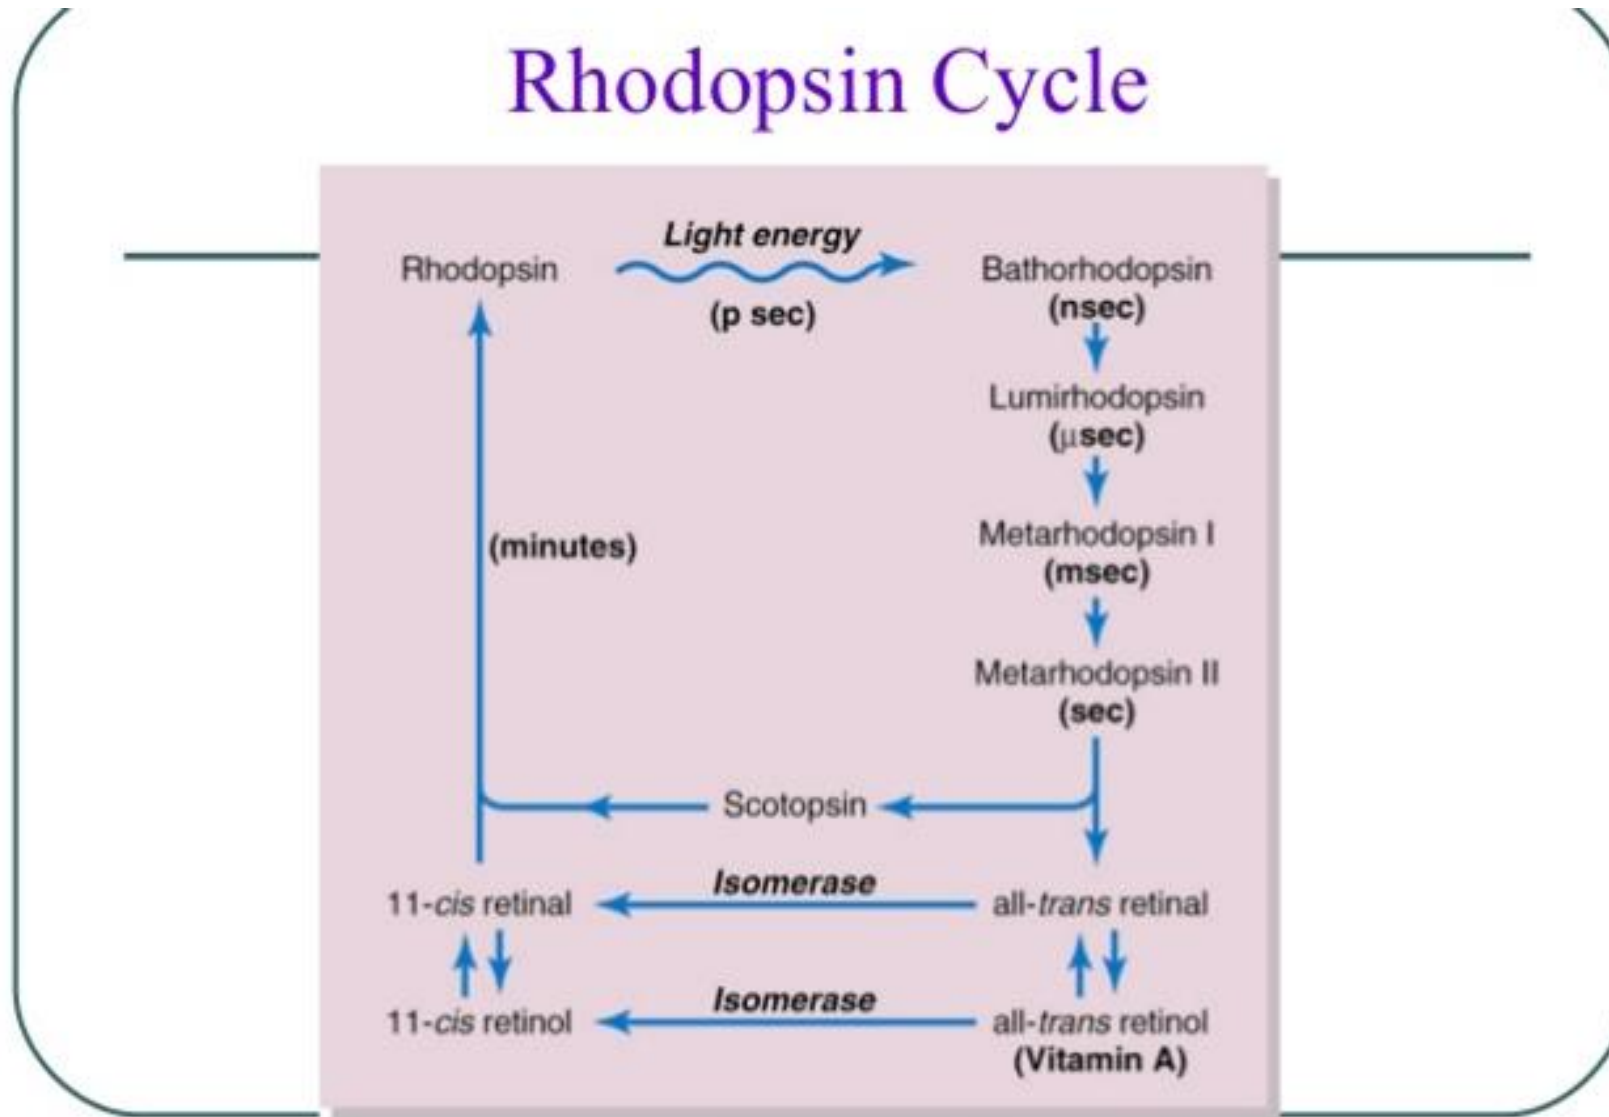 Rhodopsin Cycle
Light energy
Rhodopsin
(p sec)
Bathorhodopsin
(nsec)
Lumirhodopsin
(μsec)
Metarhodopsin I
(msec)
(minutes)
Metarhodopsin II
(sec)
Scotopsin
Isomerase
11-cis retinal
all-trans retinal
Isomerase
11-cis retinol
all-trans retinol
(Vitamin A)